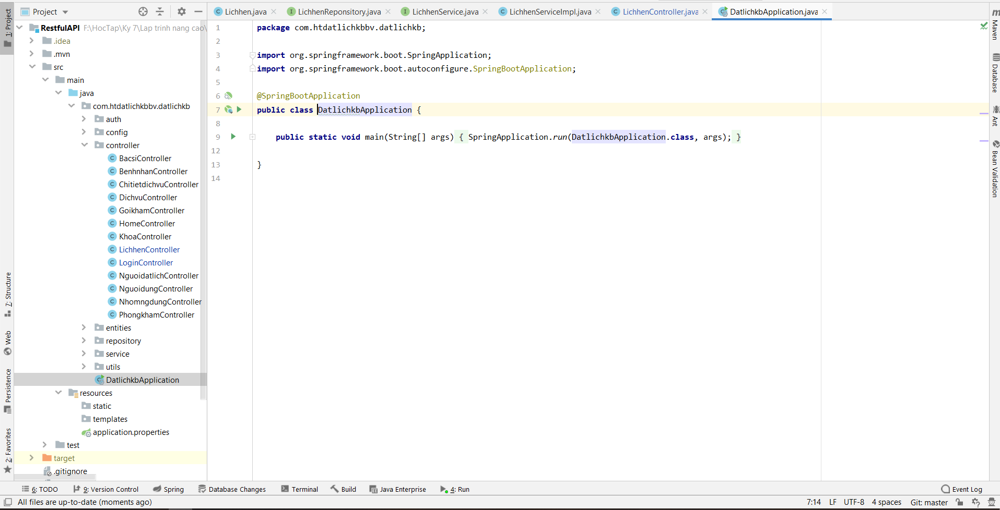 1: Project
Project
RestfulAPI F:\HocTap\Ky 7\Lap trinh nang cao\
.idea
.mvn
src
main
java
com.htdatlichkbbv.datlichkb
auth
config
controller
BacsiController
BenhnhanController
ChitietdichvuController
DichvuController
GoikhamController
HomeController
KhoaController
LichhenController
LoginController
NguoidatlichController
NguoidungController
NhomngdungController
PhongkhamController
entities
repository
service
utils
DatlichkbApplication
resources
static
templates
application.properties
test
target
.gitignore
7: Structure
Web
Persistence
2: Favorites
Lichhen.java LichhenReponsitory.java LichhenService.java LichhenServiceImpl.java LichhenController.java DatlichkbApplication.java
1 package com.htdatlichkbbv.datlichkb;
2
3 import org.springframework.boot.SpringApplication;
4 import org.springframework.boot.autoconfigure.SpringBootApplication;
5
6 @SpringBootApplication
7 public class DatlichkbApplication {
8
9 public static void main(String[] args) { SpringApplication.run(DatlichkbApplication.class, args); }
12
13 }
14
Maven
Database
Ant
Bean Validation
6: TODO 9: Version Control Spring Database Changes Terminal Build Java Enterprise 4: Run Event Log
All files are up-to-date (moments ago) 7:14 LF UTF-8 4 spaces Git: master